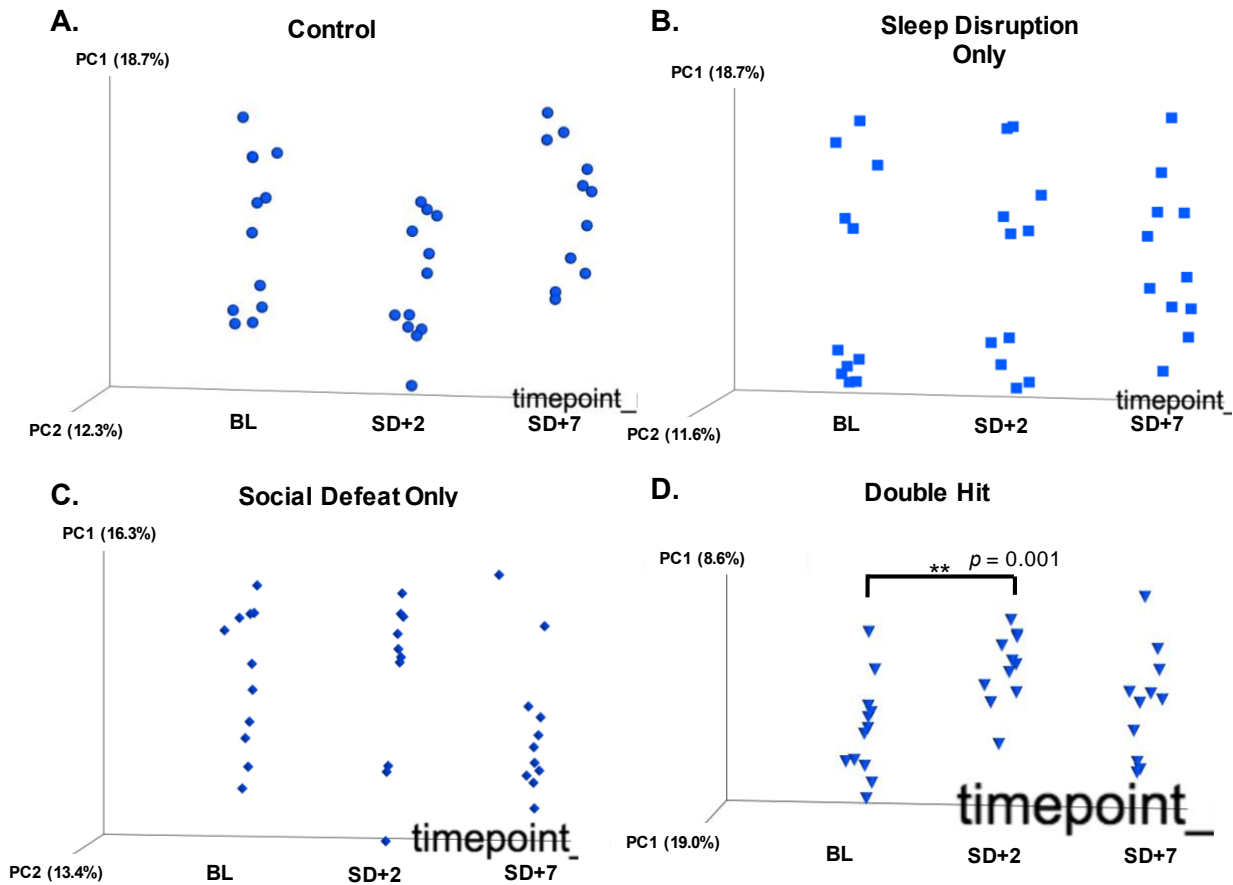 A.
Control
PC1 (18.7%)
timepoint_
PC2 (12.3%)
BL
SD+2
SD+7
B.
Sleep Disruption
Only
PC1 (18.7%)
timepoint_
PC2 (11.6%)
BL
SD+2
SD+7
C.
Social Defeat Only
PC1 (16.3%)
timepoint_
PC2 (13.4%)
BL
SD+2
SD+7
D.
Double Hit
PC1 (8.6%)
** p = 0.001
timepoint_
PC1 (19.0%)
BL
SD+2
SD+7